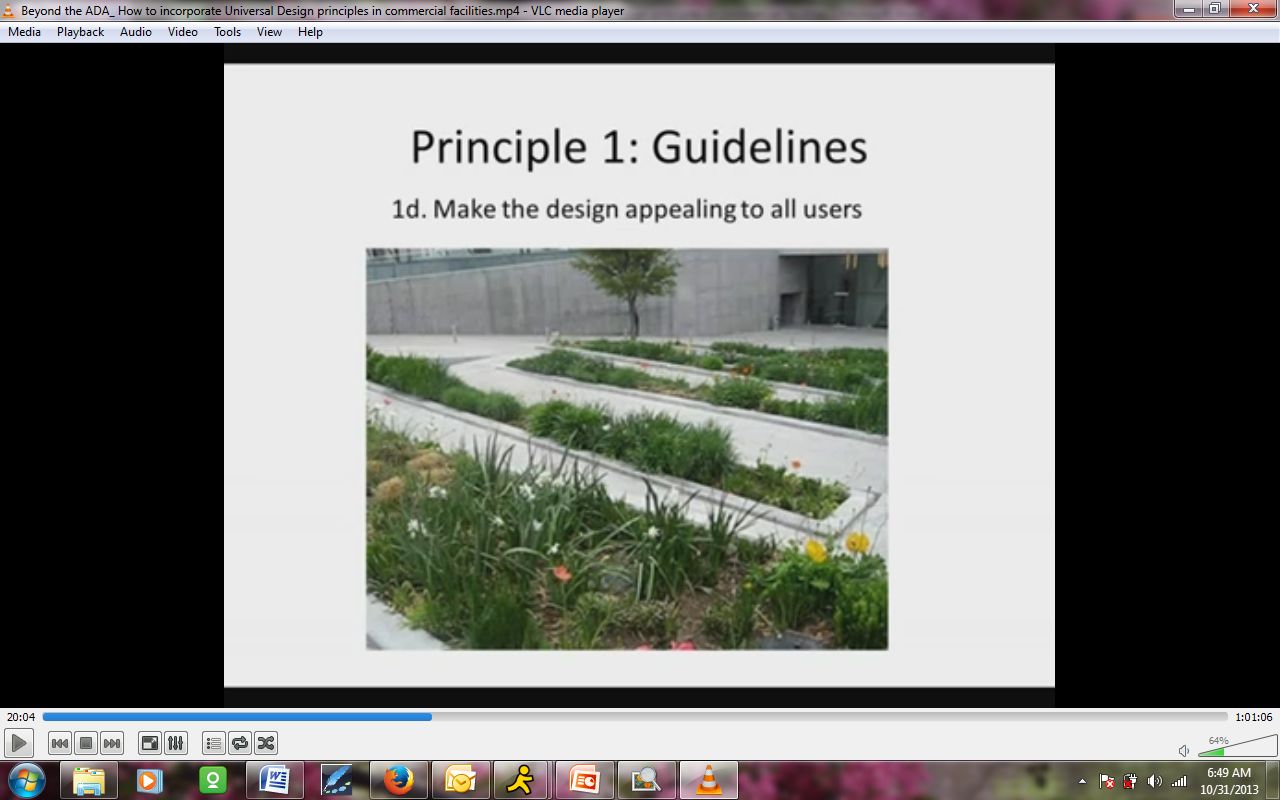 Beyond the ADA_ How to incorporate Universal Design principles in commercial facilities.mp4 - VLC media player
Media Playback Audio Video Tools View Help
Principle 1: Guidelines
1d. Make the design appealing to all users
20:04
1:01:06
64%
6:49 AM
10/31/2013